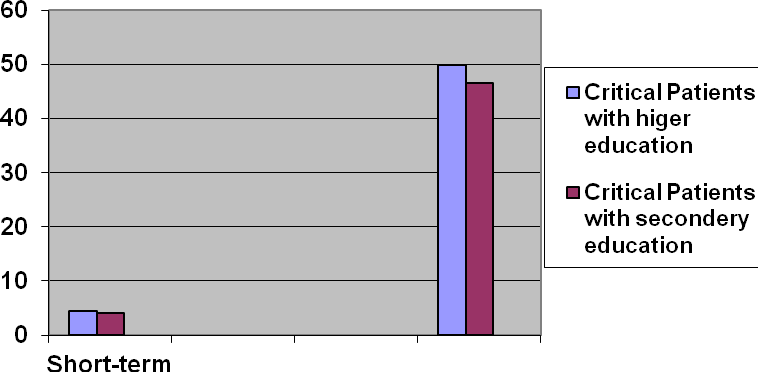 60
50
40
30
20
10
0
Short-term
Critical Patients
with higer
education
Critical Patients
with secondery
education